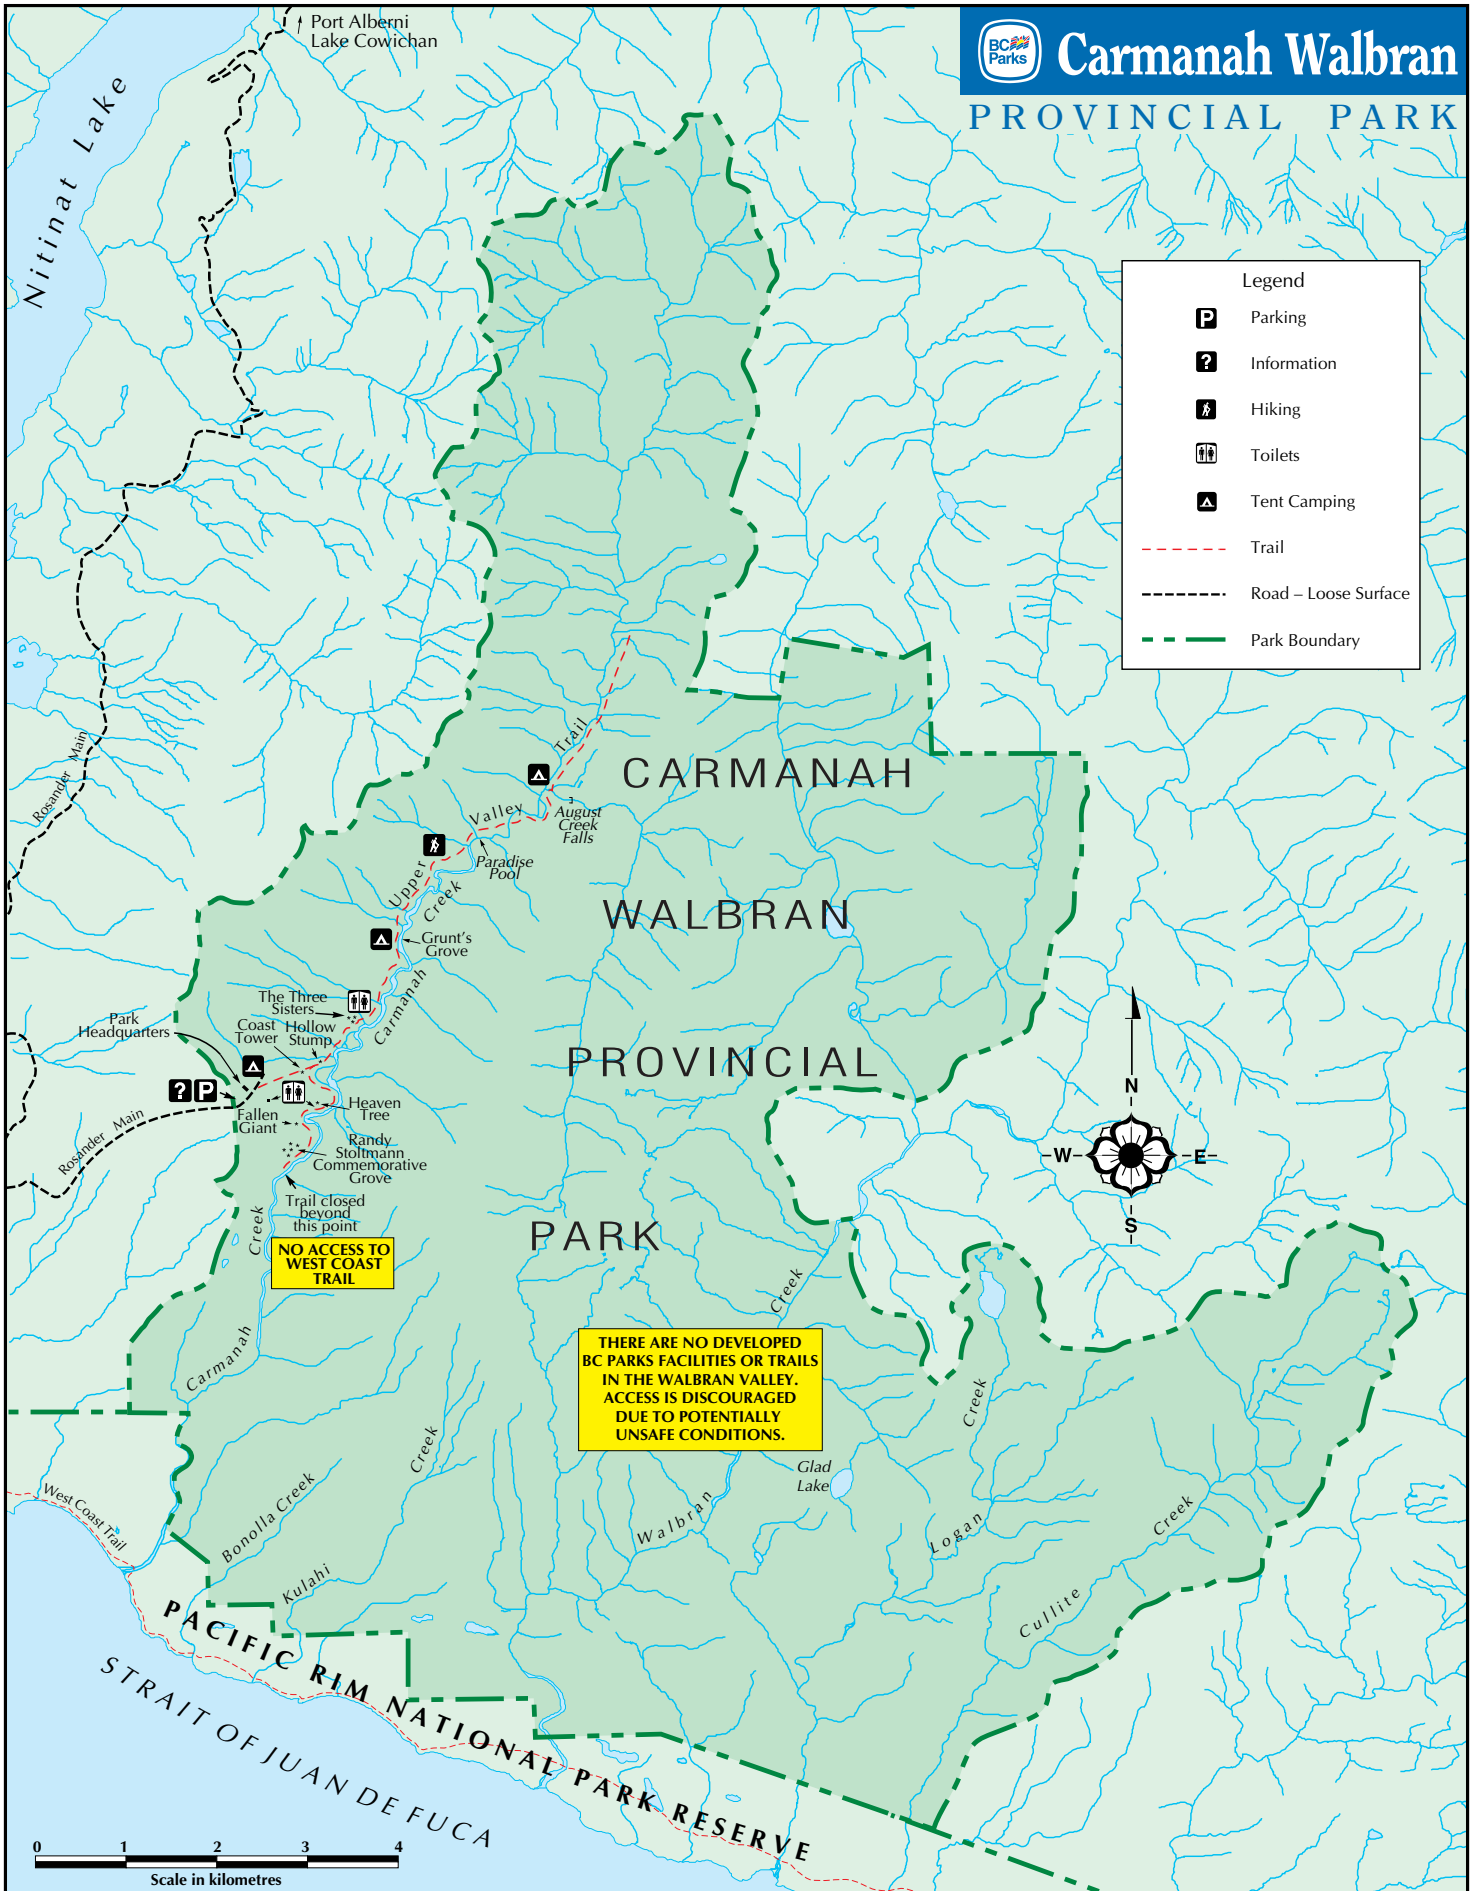 Port Alberni
Lake Cowichan
BC
Parks
Carmanah Walbran
PROVINCIAL PARK
Nitinat Lake
Legend
P
Parking
?
Information
Hiking
Toilets
Tent Camping
Trail
Road – Loose Surface
Park Boundary
Rosander Main
Upper Valley Trail
August
Creek
Falls
Paradise
Pool
Carmanah Creek
Grunt's
Grove
The Three
Sisters
Park
Headquarters
Coast
Tower
Hollow
Stump
? P
Heaven
Tree
Fallen
Giant
Rosander Main
Randy
Stoltmann
Commemorative
Grove
Trail closed
beyond
this point
NO ACCESS TO
WEST COAST
TRAIL
Carmanah Creek
CARMANAH
WALBRAN
PROVINCIAL
PARK
N
W
E
S
THERE ARE NO DEVELOPED
BC PARKS FACILITIES OR TRAILS
IN THE WALBRAN VALLEY.
ACCESS IS DISCOURAGED
DUE TO POTENTIALLY
UNSAFE CONDITIONS.
Walbran Creek
Glad
Lake
Logan Creek
Cullite Creek
Bonolla Creek
Kulahi Creek
West Coast Trail
PACIFIC RIM NATIONAL PARK RESERVE
STRAIT OF JUAN DE FUCA
0 1 2 3 4
Scale in kilometres